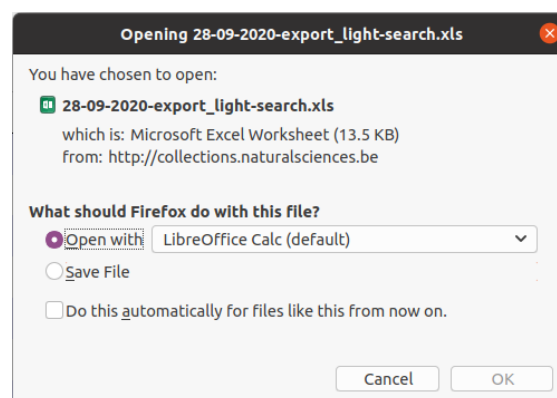 Opening 28-09-2020-export_light-search.xls
You have chosen to open:
28-09-2020-export_light-search.xls
which is: Microsoft Excel Worksheet (13.5 KB)
from: http://collections.naturalsciences.be
What should Firefox do with this file?
Open with LibreOffice Calc (default)
Save File
Do this automatically for files like this from now on.
Cancel OK